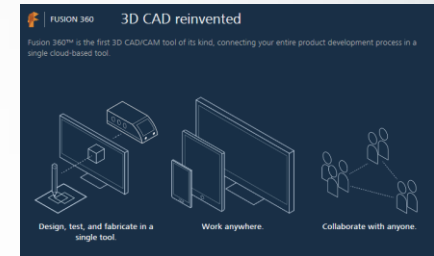 FUSION 360 3D CAD reinvented
Fusion 360™ is the first 3D CAD/CAM tool of its kind, connecting your entire product development process in a
single cloud-based tool.
Design, test, and fabricate in a
single tool.
Work anywhere.
Collaborate with anyone.